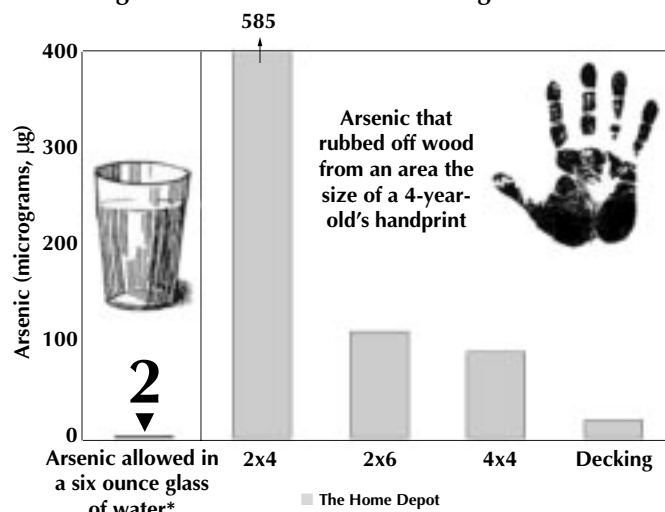 585
400
300
200
100
0
Arsenic (micrograms, µg)
Arsenic that
rubbed off wood
from an area the
size of a 4-year-
old's handprint
2
Arsenic allowed in
a six ounce glass
of water*
2x4
2x6
4x4
Decking
The Home Depot